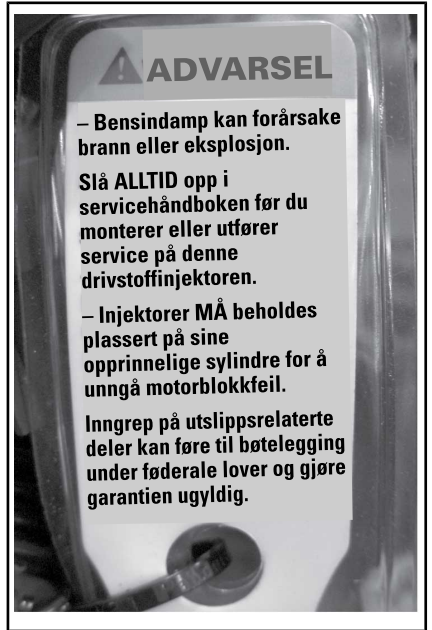 ADVARSEL
– Bensindamp kan forårsake
brann eller eksplosjon.
Slå ALLTID opp i
servicehåndboken før du
monterer eller utfører
service på denne
drivstoffinjektoren.
– Injektorer MÅ beholdes
plassert på sine
opprinnelige sylindre for å
unngå motorblokkfeil.
Inngrep på utslippsrelaterte
deler kan føre til bøtelegging
under føderale lover og gjøre
garantien ugyldig.